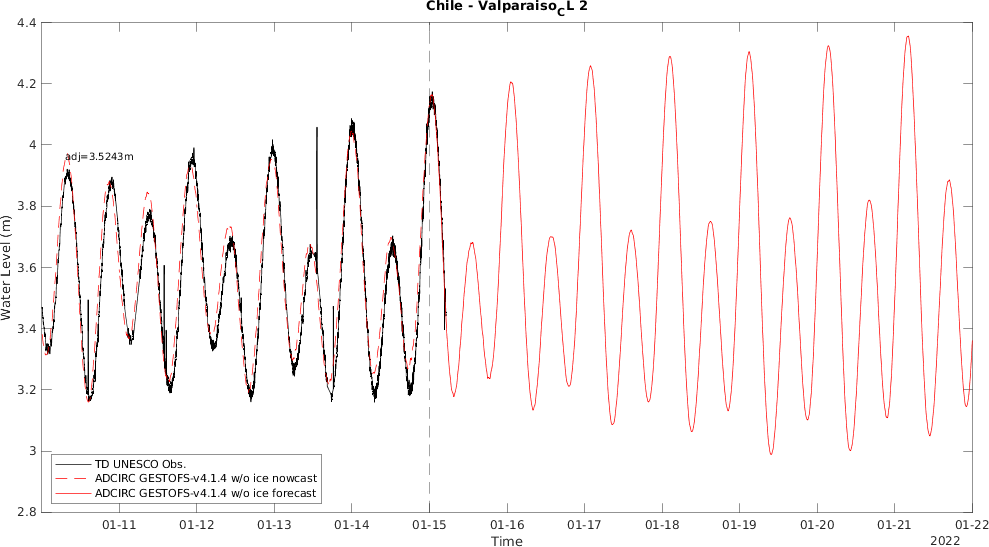 Chile - Valparaiso_CL 2
Water Level (m)
4.4
4.2
4
3.8
3.6
3.4
3.2
3
2.8
adj=3.5243m
TD UNESCO Obs.
ADCIRC GESTOFS-v4.1.4 w/o ice nowcast
ADCIRC GESTOFS-v4.1.4 w/o ice forecast
01-11 01-12 01-13 01-14 01-15 01-16 01-17 01-18 01-19 01-20 01-21 01-22
Time
2022